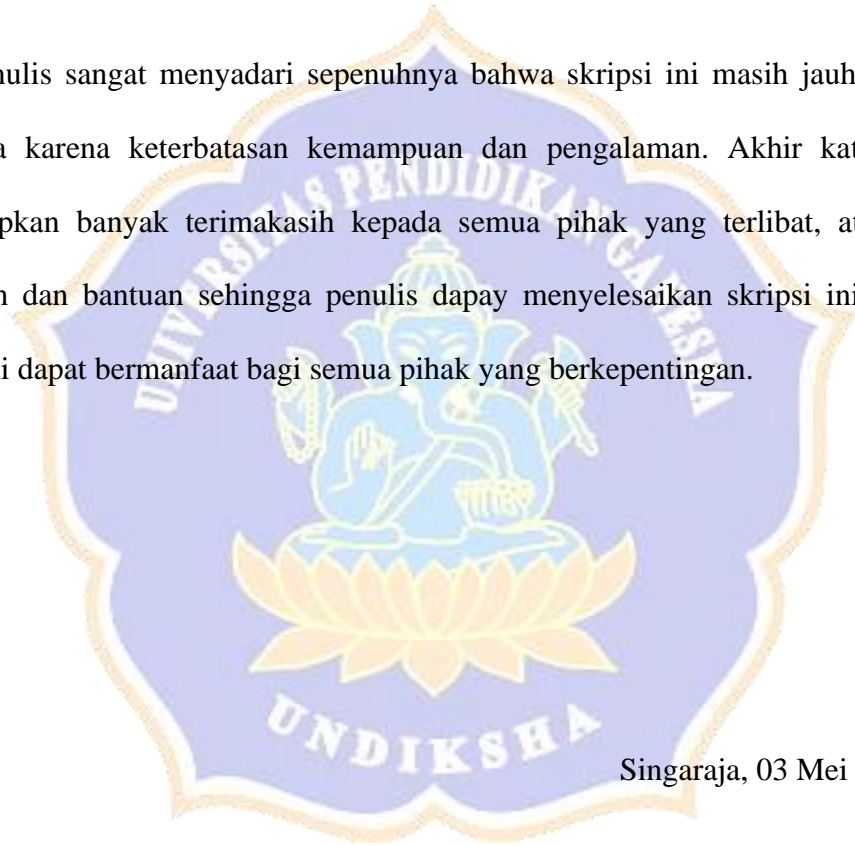 nulis sangat menyadari sepenuhnya bahwa skripsi ini masih jauh
a karena keterbatasan kemampuan dan pengalaman. Akhir kat
pkan banyak terimakasih kepada semua pihak yang terlibat, at
n dan bantuan sehingga penulis dapay menyelesaikan skripsi ini
i dapat bermanfaat bagi semua pihak yang berkepentingan.
UNIVERSITAS PENDIDIKAN GANESHA
UNDIKSHA
Singaraja, 03 Mei